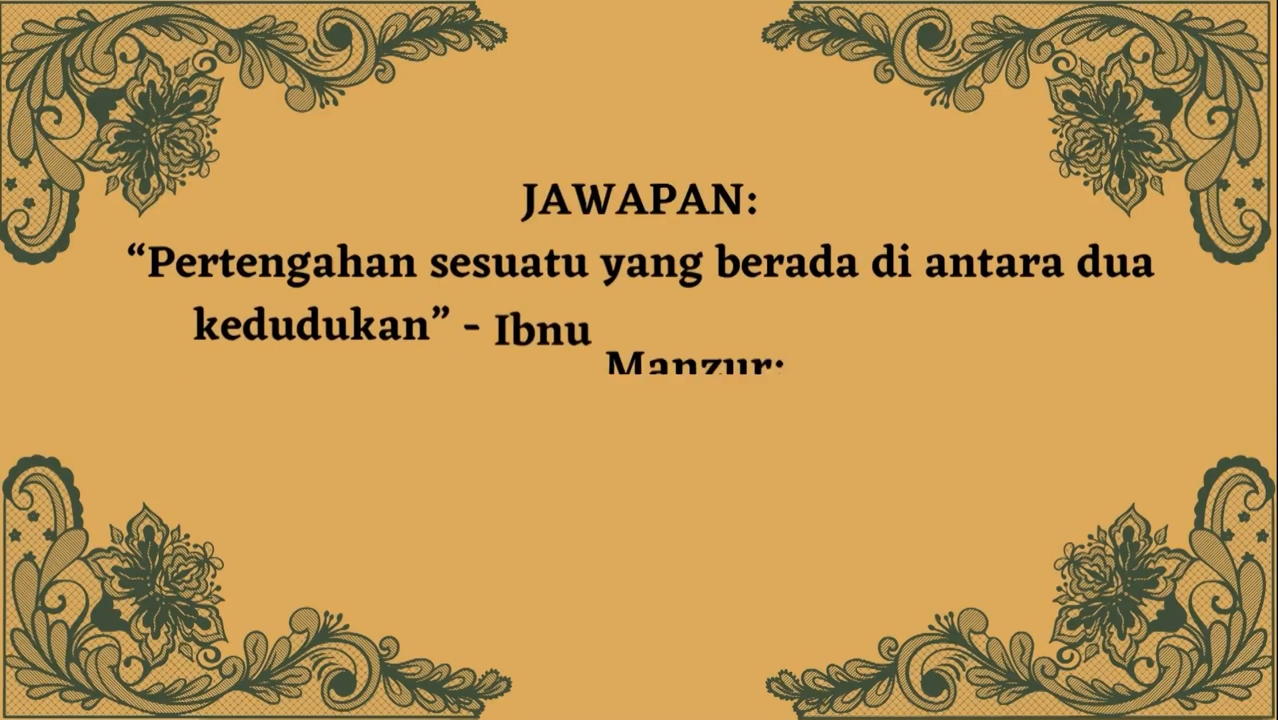 JAWAPAN:
“Pertengahan sesuatu yang berada di antara dua
kedudukan” - Ibnu
Manzur: